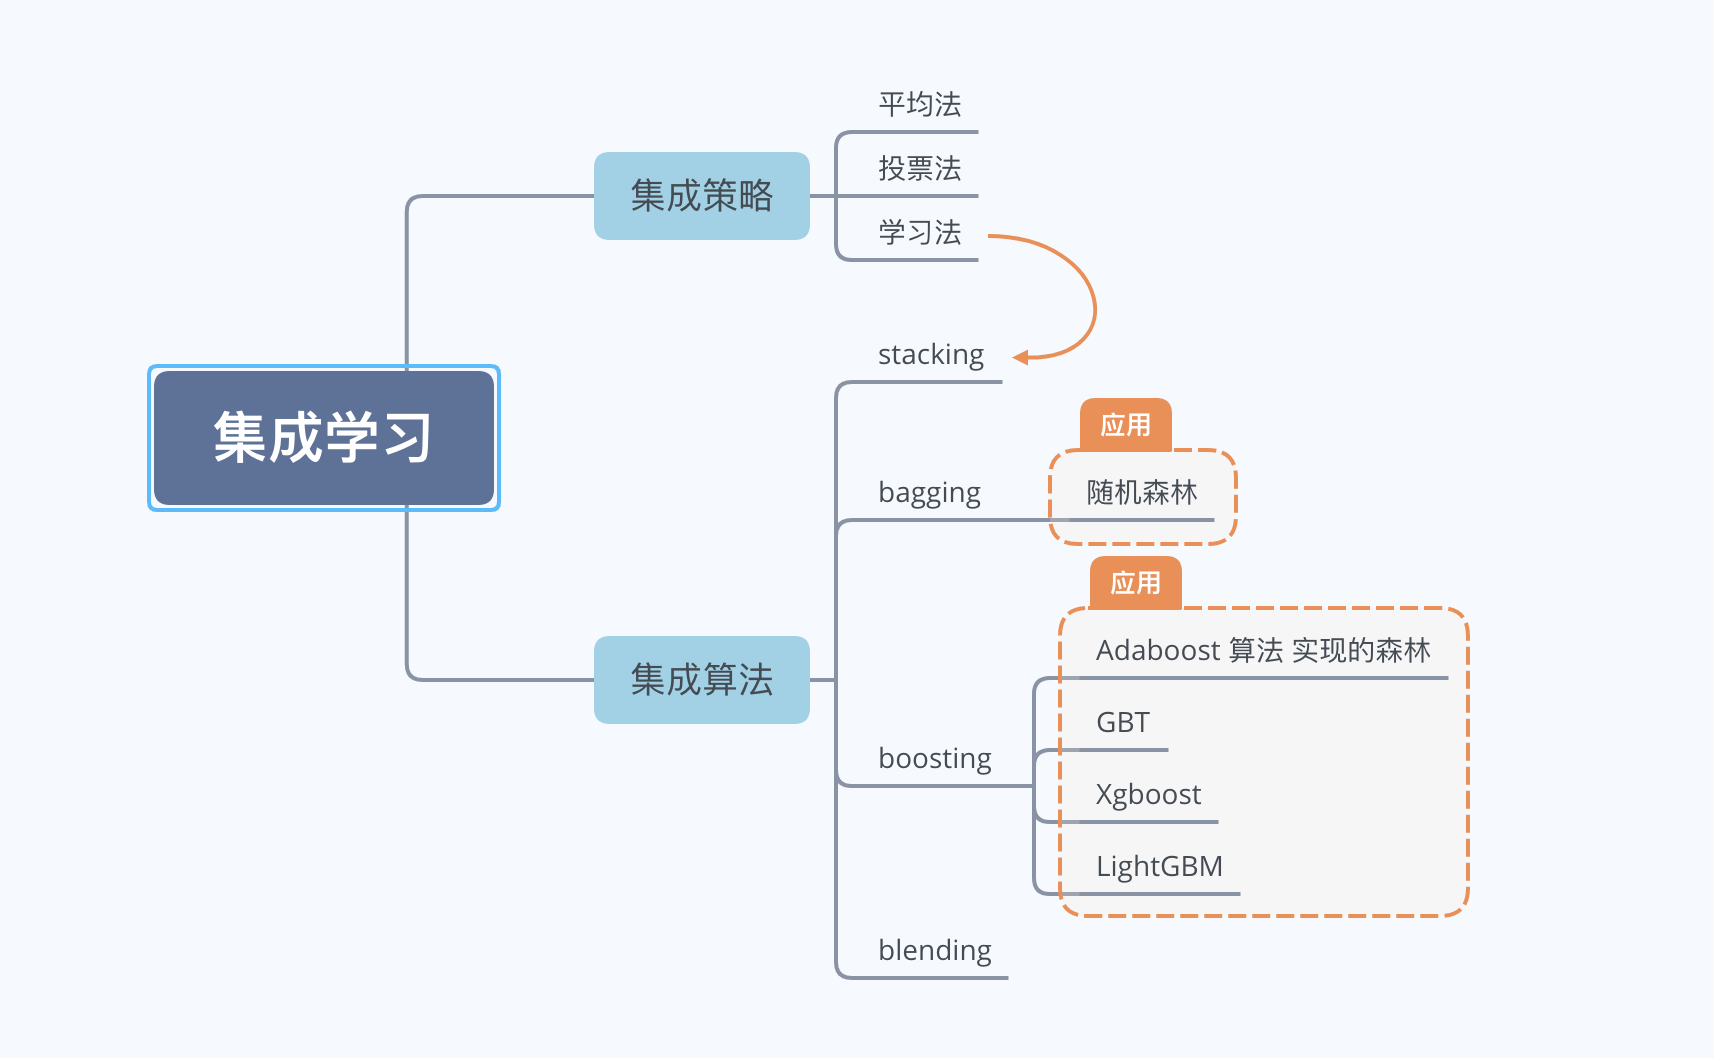 平均法
投票法
集成策略
学习法
stacking
应用
集成学习
bagging
随机森林
应用
Adaboost 算法 实现的森林
集成算法
GBT
boosting
Xgboost
LightGBM
blending